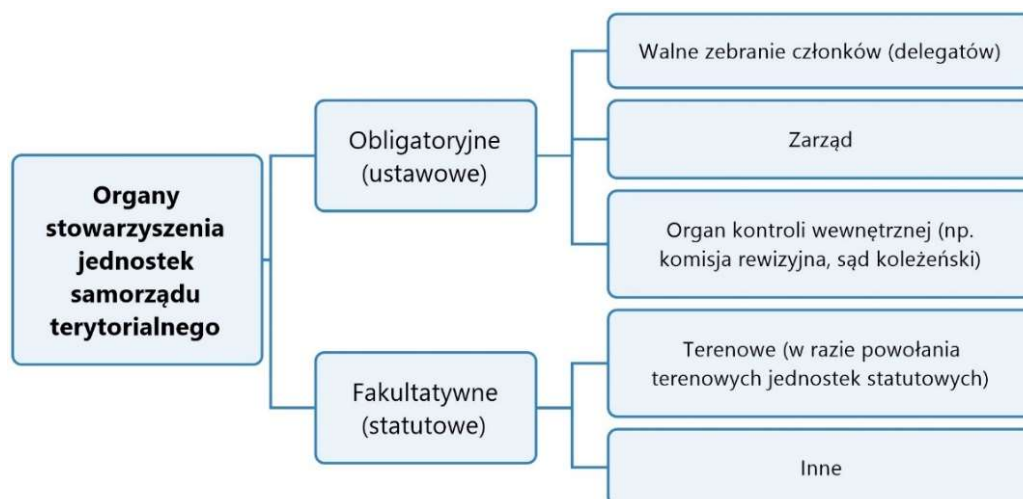 Organy
stowarzyszenia
jednostek
samorządu
terytorialnego
Obligatoryjne
(ustawowe)
Walne zebranie członków (delegatów)
Zarząd
Organ kontroli wewnętrznej (np.
komisja rewizyjna, sąd koleżeński)
Fakultatywne
(statutowe)
Terenowe (w razie powołania
terenowych jednostek statutowych)
Inne